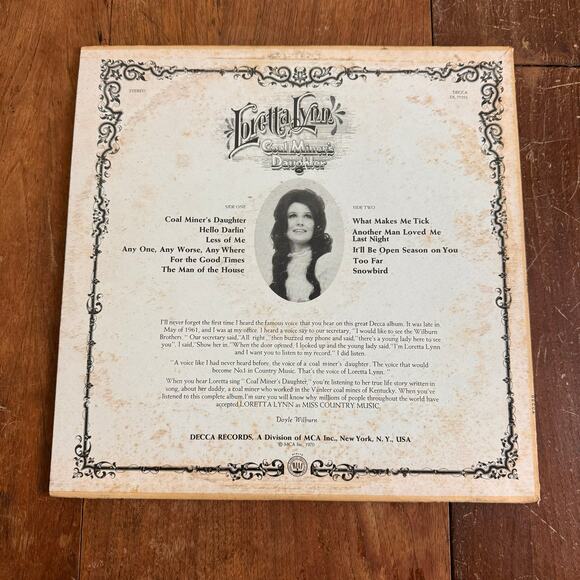 STEREO
DECCA
DL 75253
Loretta Lynn
Coal Miner's
Daughter
SIDE ONE
Coal Miner's Daughter
Hello Darlin'
Less of Me
Any One, Any Worse, Any Where
For the Good Times
The Man of the House
SIDE TWO
What Makes Me Tick
Another Man Loved Me
Last Night
It'll Be Open Season on You
Too Far
Snowbird
I'll never forget the first time I heard the famous voice that you hear on this great Decca album. It was late in
May of 1961, and I was at my office. I heard a voice say to our secretary, "I would like to see the Wilburn
Brothers." Our secretary said, "All right", then buzzed my phone and said, "there's a young lady here to see
you". I said, "Show her in." When the door opened, I looked up and the young lady said, "I'm Loretta Lynn
and I want you to listen to my record." I did listen.
"A voice like I had never heard before, the voice of a coal miner's daughter. The voice that would
become No.1 in Country Music. That's the voice of Loretta Lynn."
When you hear Loretta sing "Coal Miner's Daughter," you're listening to her true life story written in
song, about her daddy, a coal miner who worked in the Vanleer coal mines of Kentucky. When you've
listened to this complete album, I'm sure you will know why millions of people throughout the world have
accepted, LORETTA LYNN as MISS COUNTRY MUSIC.
Doyle Wilburn
DECCA RECORDS, A Division of MCA Inc., New York, N. Y., USA
© MCA Inc. 1970